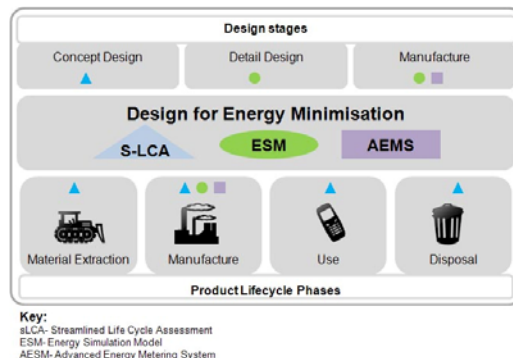 Design stages
Concept Design
Detail Design
Manufacture
Design for Energy Minimisation
S-LCA
ESM
AEMS
Material Extraction
Manufacture
Use
Disposal
Product Lifecycle Phases
Key:
sLCA- Streamlined Life Cycle Assessment
ESM- Energy Simulation Model
AESM- Advanced Energy Metering System